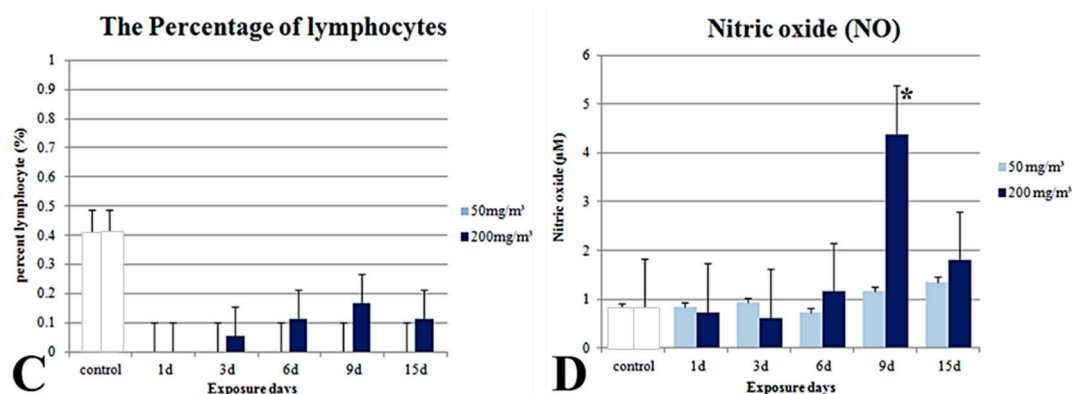 The Percentage of lymphocytes
percent lymphocyte (%)
1
0.9
0.8
0.7
0.6
0.5
0.4
0.3
0.2
0.1
0
control 1d 3d 6d 9d 15d
Exposure days
50mg/m³
200mg/m³
C
Nitric oxide (NO)
Nitric oxide (µM)
6
5
4
3
2
1
0
*
control 1d 3d 6d 9d 15d
Exposure days
50 mg/m³
200 mg/m³
D